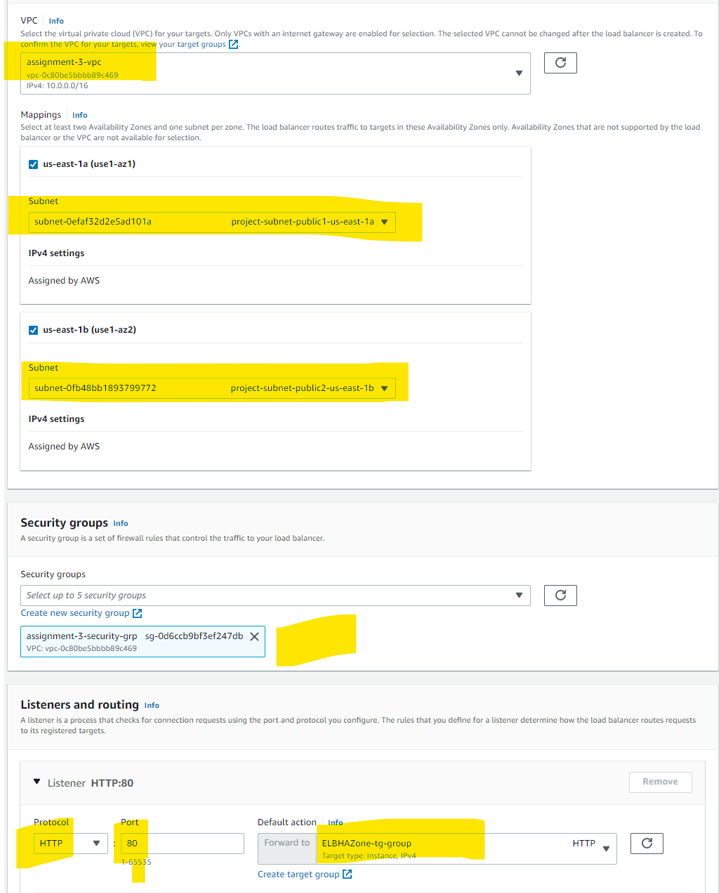 VPC Info
Select the virtual private cloud (VPC) for your targets. Only VPCs with an internet gateway are enabled for selection. The selected VPC cannot be changed after the load balancer is created. To
confirm the VPC for your targets, view your target groups.
assignment-3-vpc
vpc-0c80be5bbbb89c469
IPv4: 10.0.0.0/16
Mappings Info
Select at least two Availability Zones and one subnet per zone. The load balancer routes traffic to targets in these Availability Zones only. Availability Zones that are not supported by the load
balancer or the VPC are not available for selection.
us-east-1a (use1-az1)
Subnet
subnet-0efaf32d2e5ad101a project-subnet-public1-us-east-1a
IPv4 settings
Assigned by AWS
us-east-1b (use1-az2)
Subnet
subnet-0fb48bb1893799772 project-subnet-public2-us-east-1b
IPv4 settings
Assigned by AWS
Security groups Info
A security group is a set of firewall rules that control the traffic to your load balancer.
Security groups
Select up to 5 security groups
Create new security group
assignment-3-security-grp sg-0d6ccb9bf3ef247db
VPC: vpc-0c80be5bbbb89c469
Listeners and routing Info
A listener is a process that checks for connection requests using the port and protocol you configure. The rules that you define for a listener determine how the load balancer routes requests
to its registered targets.
Listener HTTP:80
Remove
Protocol Port Default action Info
HTTP : 80 Forward to ELBHAZone-tg-group HTTP
1-65535 Target type: Instance, IPv4
Create target group